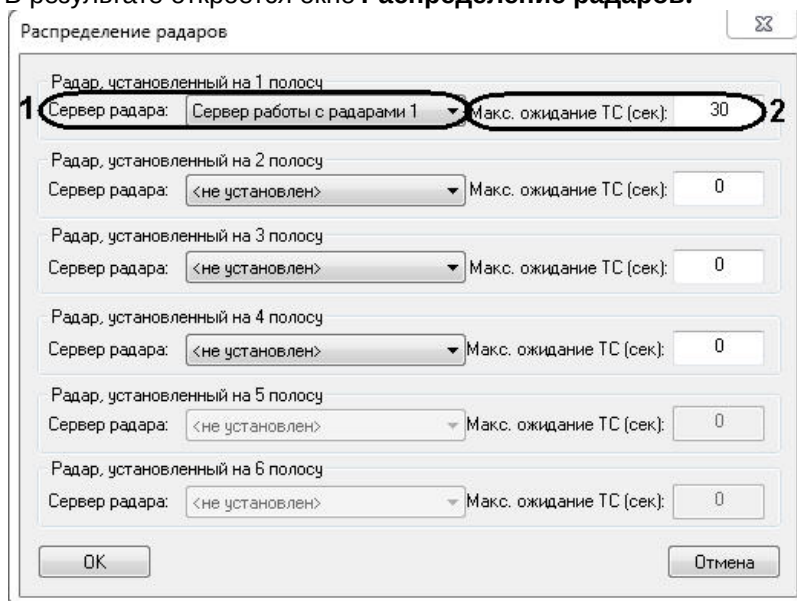 В результате откроется окно Распределение радаров.
Распределение радаров
Радар, установленный на 1 полосу
1 Сервер радара: Сервер работы с радарами 1 Макс. ожидание ТС (сек): 30 2
Радар, установленный на 2 полосу
Сервер радара: <не установлен> Макс. ожидание ТС (сек): 0
Радар, установленный на 3 полосу
Сервер радара: <не установлен> Макс. ожидание ТС (сек): 0
Радар, установленный на 4 полосу
Сервер радара: <не установлен> Макс. ожидание ТС (сек): 0
Радар, установленный на 5 полосу
Сервер радара: <не установлен> Макс. ожидание ТС (сек): 0
Радар, установленный на 6 полосу
Сервер радара: <не установлен> Макс. ожидание ТС (сек): 0
OK Отмена